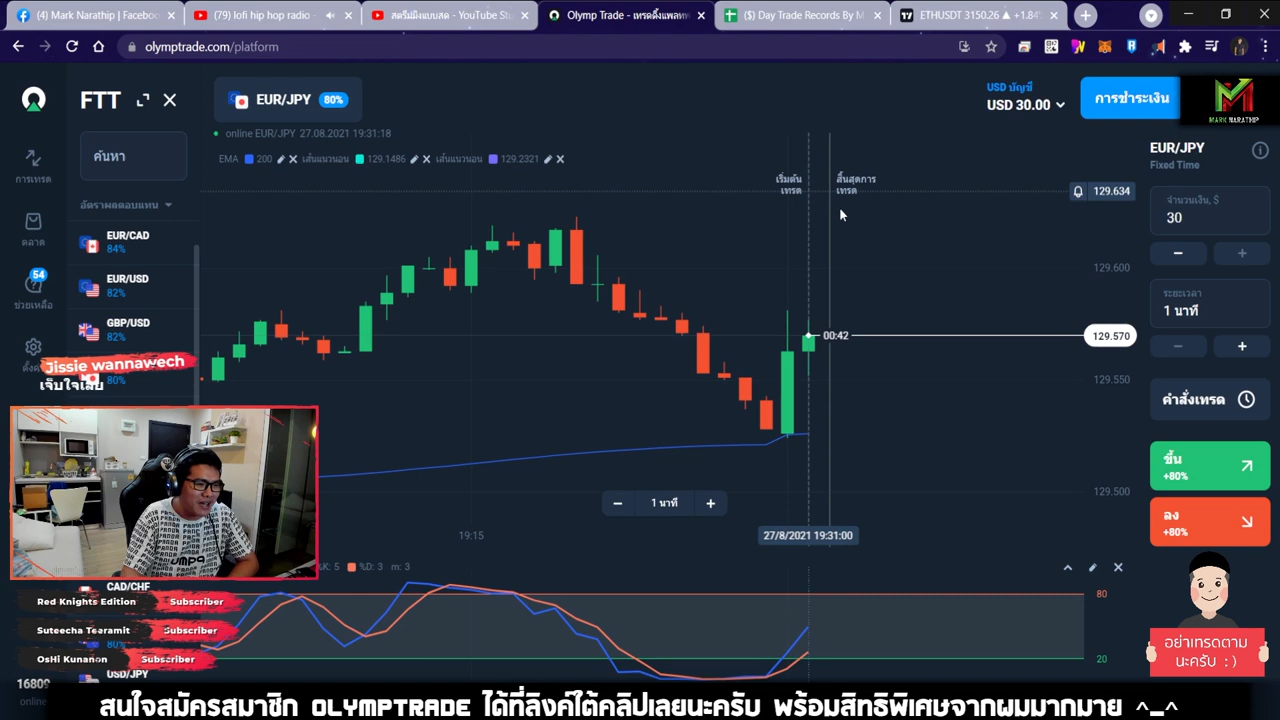 (4) Mark Narathip | Facebo
(79) lofi hip hop radio -
สตรีมมิงแบบสด - YouTube Stu
Olymp Trade - เทรดดิ้งแพลทฟ
($) Day Trade Records By M
ETHUSDT 3150.26 ▲ +1.84%
olymptrade.com/platform
FTT
EUR/JPY 80%
USD บัญชี
USD 30.00
การชำระเงิน
MARK NARATHIP
online EUR/JPY 27.08.2021 19:31:18
EMA 200 เส้นแนวนอน 129.1486 เส้นแนวนอน 129.2321
ค้นหา
อัตราผลตอบแทน
การเทรด
ตลาด
54
ช่วยเหลือ
EUR/CAD
84%
EUR/USD
82%
GBP/USD
82%
80%
เริ่มต้น
เทรด
สิ้นสุดการ
เทรด
129.634
129.600
00:42
129.570
129.550
129.500
EUR/JPY
Fixed Time
จำนวนเงิน, $
30
ระยะเวลา
1 นาที
คำสั่งเทรด
ขึ้น
+80%
ลง
+80%
Jissie wannawech
เจ็บใจเลย
1 นาที
19:15
27/8/2021 19:31:00
K: 5 %D: 3 m: 3
80
20
CAD/CHF
Red Knights Edition Subscriber
Suteecha Tearamit Subscriber
80%
OsHi Kunanon Subscriber
USD/JPY
16809
online
UMP9
อย่าเทรดตาม
นะครับ : )
สนใจสมัครสมาชิก OLYMPTRADE ได้ที่ลิงค์ใต้คลิปเลยนะครับ พร้อมสิทธิพิเศษจากผมมากมาย ^_^